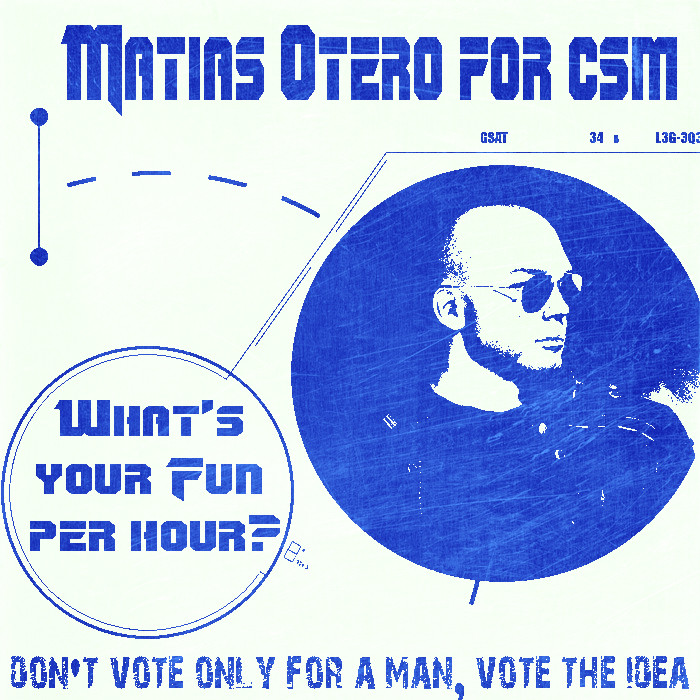 Matias Otero for CSM
GSAT 34 L3G-303
What's
your Fun
per hour?
DON'T VOTE ONLY FOR A MAN, VOTE THE IDEA